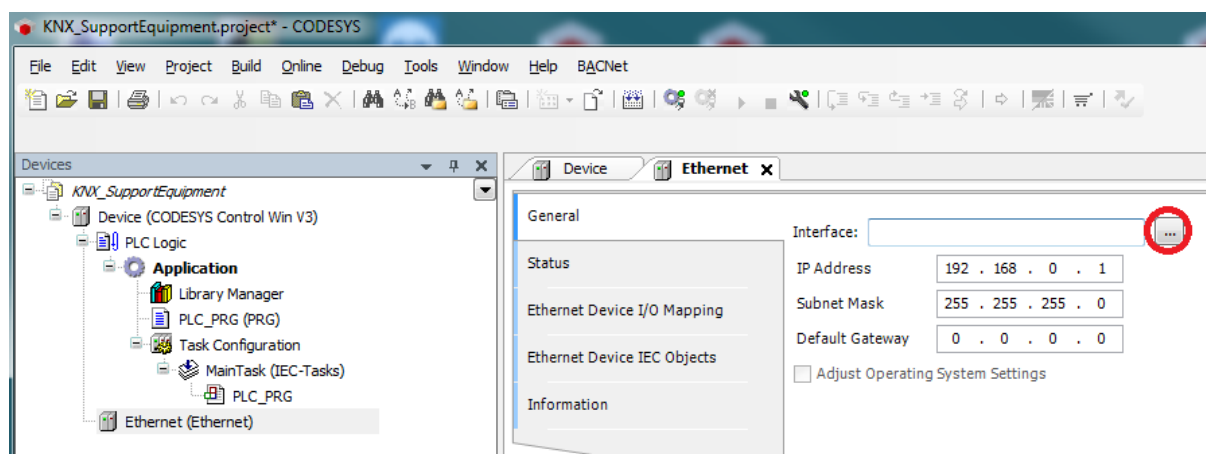 KNX_SupportEquipment.project* - CODESYS
File Edit View Project Build Online Debug Tools Window Help BACNet
Devices
KNX_SupportEquipment
Device (CODESYS Control Win V3)
PLC Logic
Application
Library Manager
PLC_PRG (PRG)
Task Configuration
MainTask (IEC-Tasks)
PLC_PRG
Ethernet (Ethernet)
Device Ethernet
General
Status
Ethernet Device I/O Mapping
Ethernet Device IEC Objects
Information
Interface: ...
IP Address 192 . 168 . 0 . 1
Subnet Mask 255 . 255 . 255 . 0
Default Gateway 0 . 0 . 0 . 0
Adjust Operating System Settings